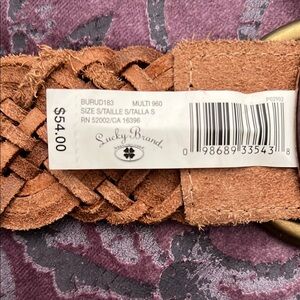 BURUD183 MULTI 960
SIZE S/TAILLE S/TALLA S
RN 52002/CA 16396
Lucky Brand
$54.00
0 98689 33543 8